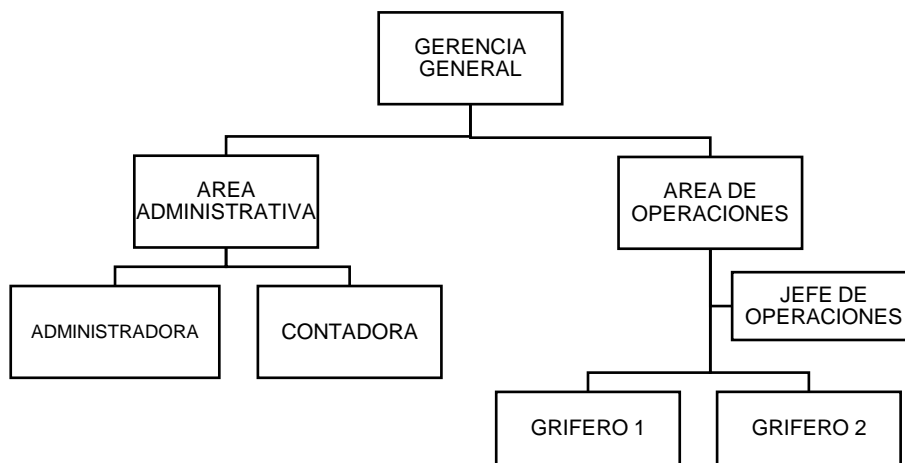 GERENCIA
GENERAL
AREA
ADMINISTRATIVA
AREA DE
OPERACIONES
ADMINISTRADORA
CONTADORA
JEFE DE
OPERACIONES
GRIFERO 1
GRIFERO 2